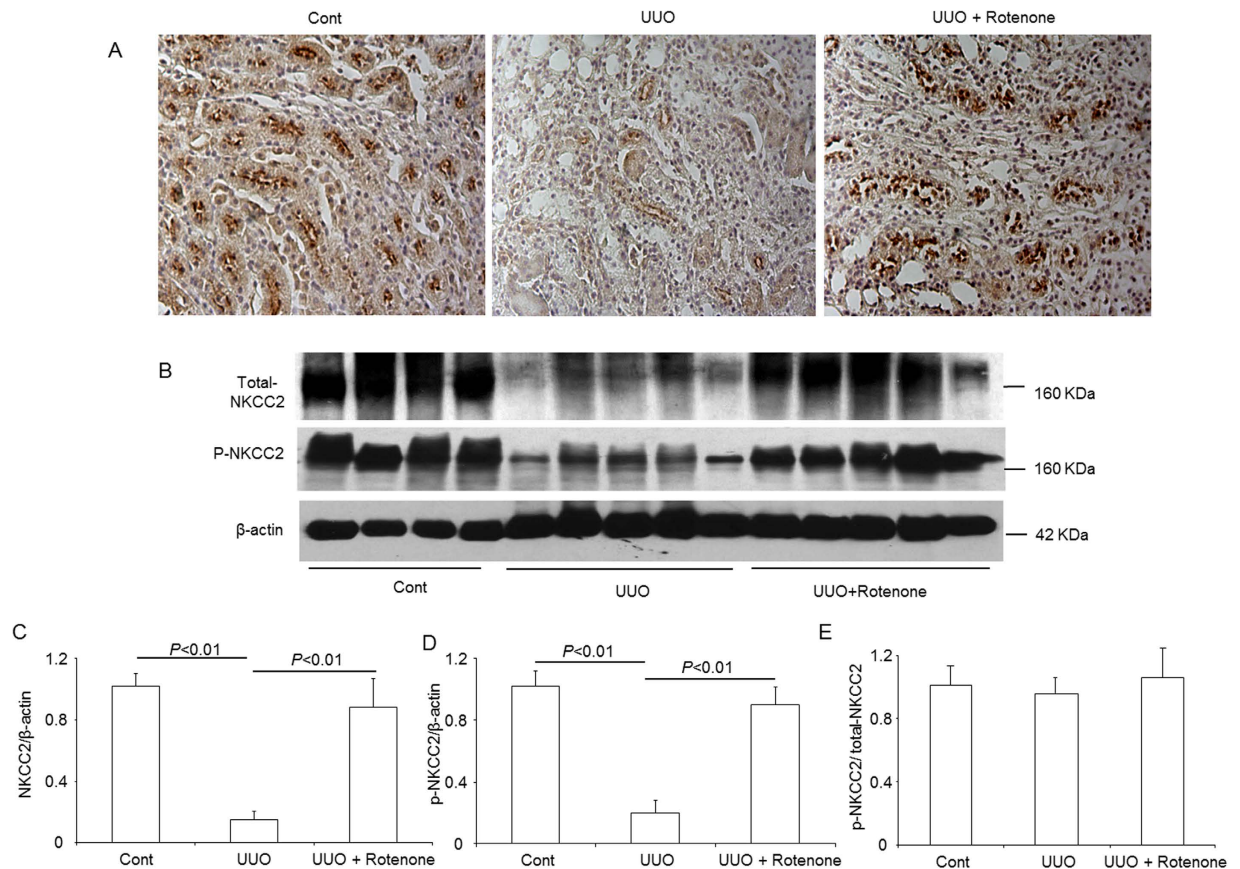 Cont UUO UUO + Rotenone
A
B
Total-
NKCC2
160 KDa
P-NKCC2
160 KDa
β-actin
42 KDa
Cont UUO UUO+Rotenone
C
P<0.01
P<0.01
1.2
0.8
0.4
0
NKCC2/β-actin
Cont UUO UUO + Rotenone
D
P<0.01
P<0.01
1.2
0.8
0.4
0
p-NKCC2/β-actin
Cont UUO UUO + Rotenone
E
1.2
0.8
0.4
0
p-NKCC2/ total-NKCC2
Cont UUO UUO + Rotenone